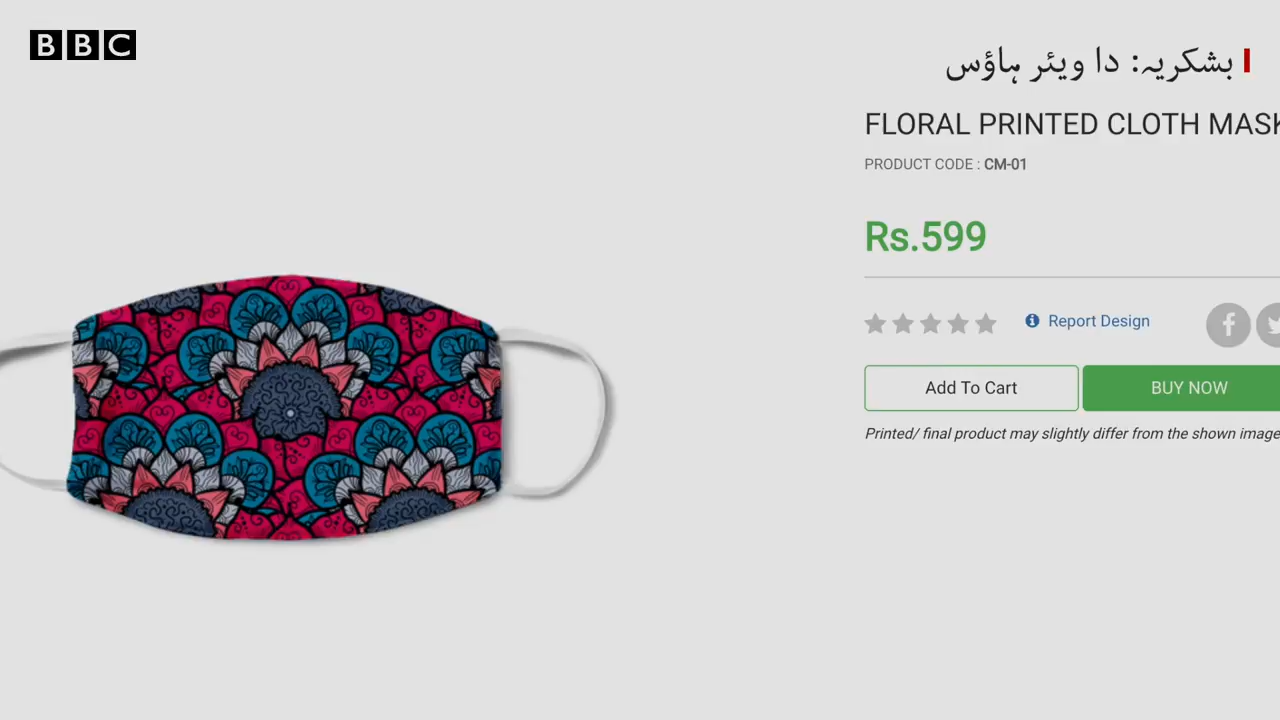 BBC
بشکریہ: دا ویئر ہاؤس
FLORAL PRINTED CLOTH MASK
PRODUCT CODE : CM-01
Rs.599
Report Design
Add To Cart
BUY NOW
Printed/ final product may slightly differ from the shown image